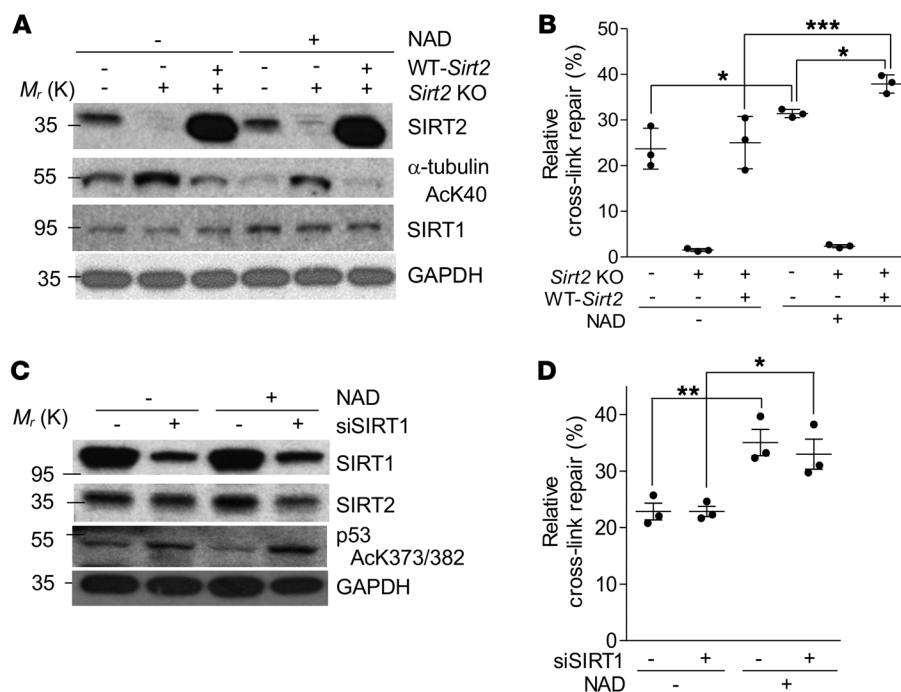 A
- + NAD
- - + - - + WT-Sirt2
Mr (K) - + + - + + Sirt2 KO
35 SIRT2
55 α-tubulin
AcK40
95 SIRT1
35 GAPDH
B
Relative
cross-link repair (%)
50
40
30
20
10
0
*
***
*
Sirt2 KO - + + - + +
WT-Sirt2 - - + - - +
NAD - +
C
- + NAD
Mr (K) - + - + siSIRT1
SIRT1
95
35 SIRT2
55 p53
AcK373/382
35 GAPDH
D
Relative
cross-link repair (%)
40
30
20
10
0
**
*
siSIRT1 - + - +
NAD - +